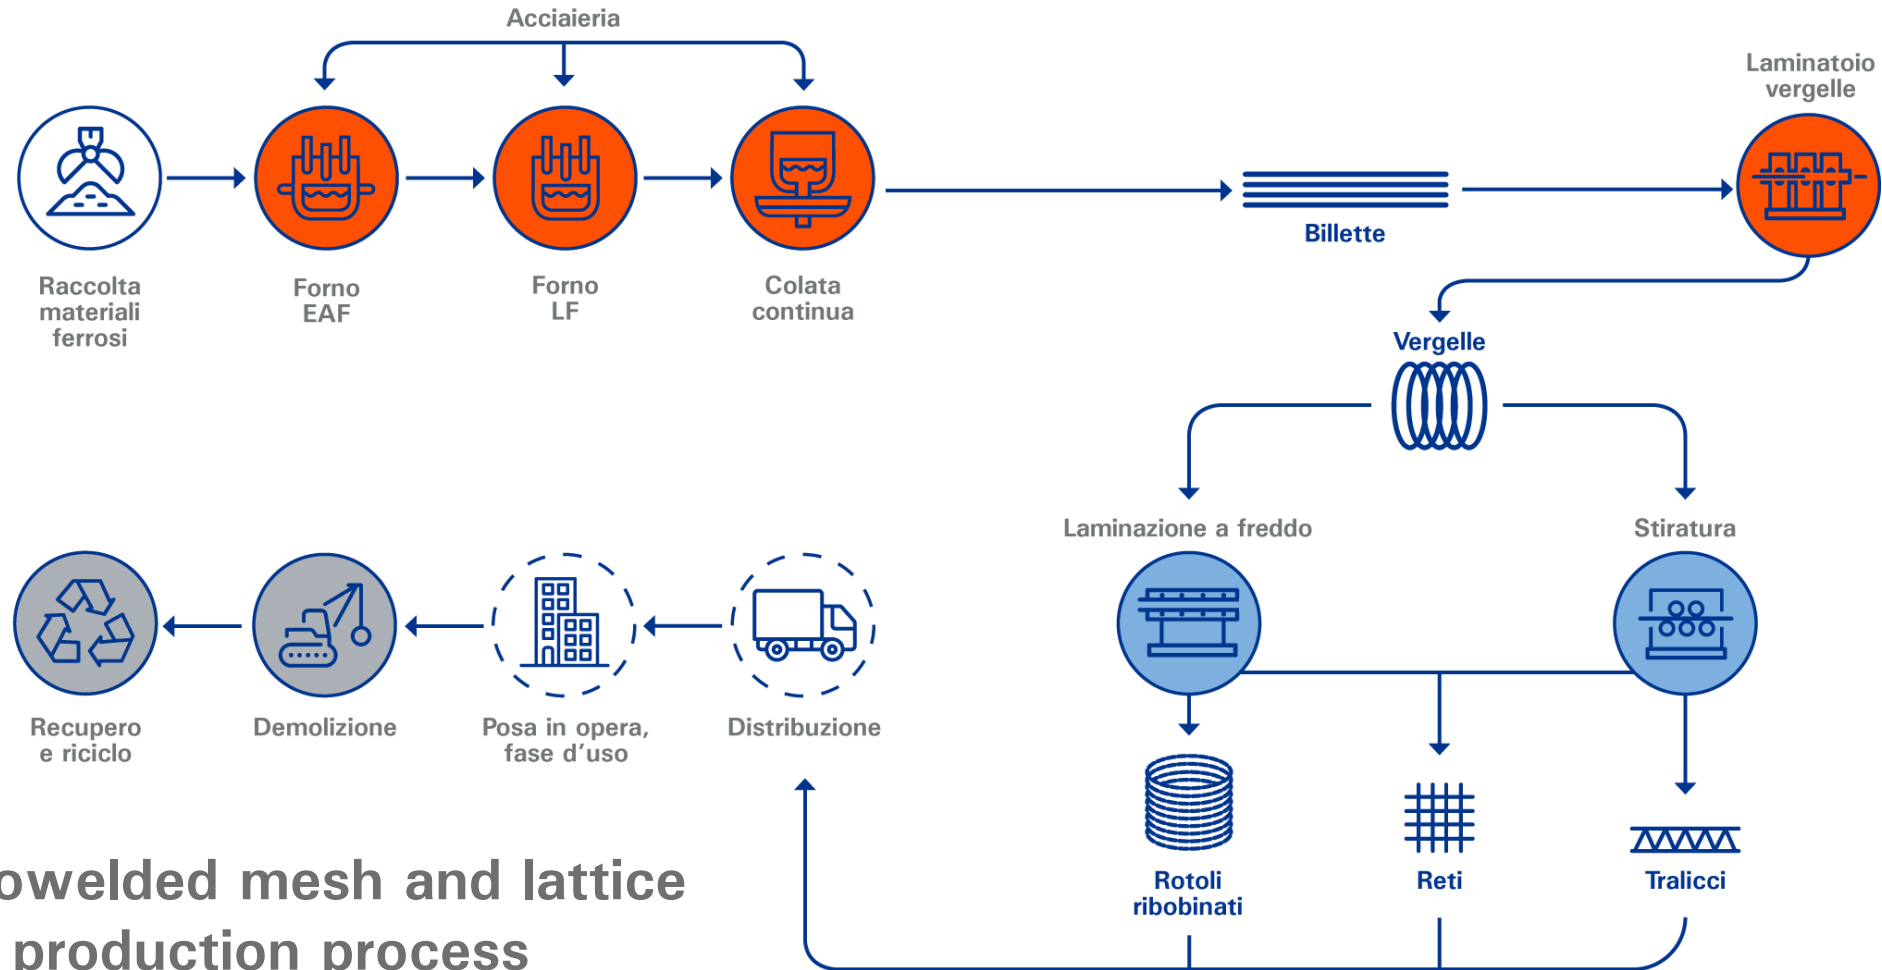 Acciaieria
Laminatoio
vergelle
Raccolta
materiali
ferrosi
Forno
EAF
Forno
LF
Colata
continua
Billette
Vergelle
Laminazione a freddo
Stiratura
Recupero
e riciclo
Demolizione
Posa in opera,
fase d'uso
Distribuzione
Rotoli
ribobinati
Reti
Tralicci
owelded mesh and lattice
production process